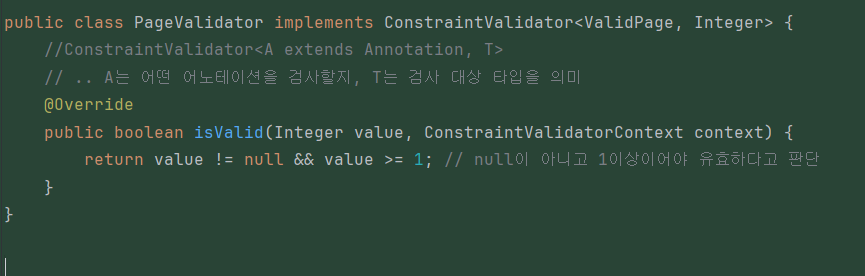 public class PageValidator implements ConstraintValidator<ValidPage, Integer> {
    //ConstraintValidator<A extends Annotation, T>
    // .. A는 어떤 어노테이션을 검사할지, T는 검사 대상 타입을 의미
    @Override
    public boolean isValid(Integer value, ConstraintValidatorContext context) {
        return value != null && value >= 1; // null이 아니고 1이상이어야 유효하다고 판단
    }
}